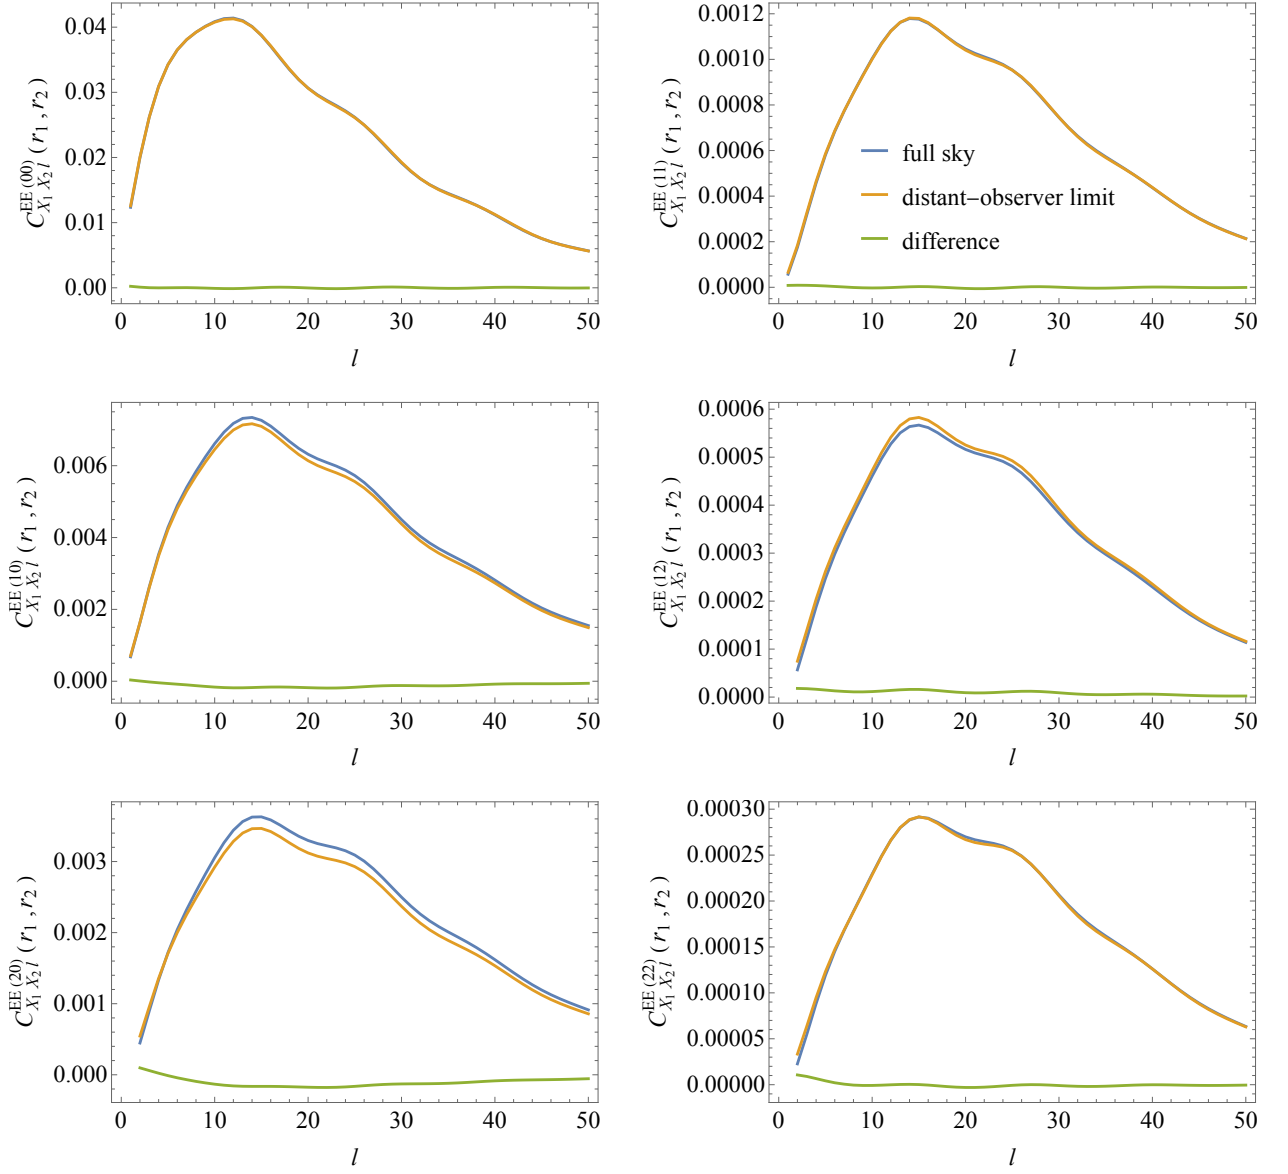 C^{EE (00)}_{X_1 X_2 l} (r_1, r_2)
0.04
0.03
0.02
0.01
0.00
0 10 20 30 40 50
l
C^{EE (11)}_{X_1 X_2 l} (r_1, r_2)
0.0012
0.0010
0.0008
0.0006
0.0004
0.0002
0.0000
full sky
distant-observer limit
difference
0 10 20 30 40 50
l
C^{EE (10)}_{X_1 X_2 l} (r_1, r_2)
0.006
0.004
0.002
0.000
0 10 20 30 40 50
l
C^{EE (12)}_{X_1 X_2 l} (r_1, r_2)
0.0006
0.0005
0.0004
0.0003
0.0002
0.0001
0.0000
0 10 20 30 40 50
l
C^{EE (20)}_{X_1 X_2 l} (r_1, r_2)
0.003
0.002
0.001
0.000
0 10 20 30 40 50
l
C^{EE (22)}_{X_1 X_2 l} (r_1, r_2)
0.00030
0.00025
0.00020
0.00015
0.00010
0.00005
0.00000
0 10 20 30 40 50
l